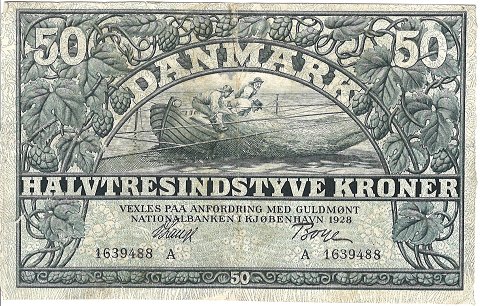 50 50
DANMARK
HALVTRESINDSTYVE KRONER
VEXLES PAA ANFORDRING MED GULDMØNT
NATIONALBANKEN I KJØBENHAVN 1928
1639488 A A 1639488
50